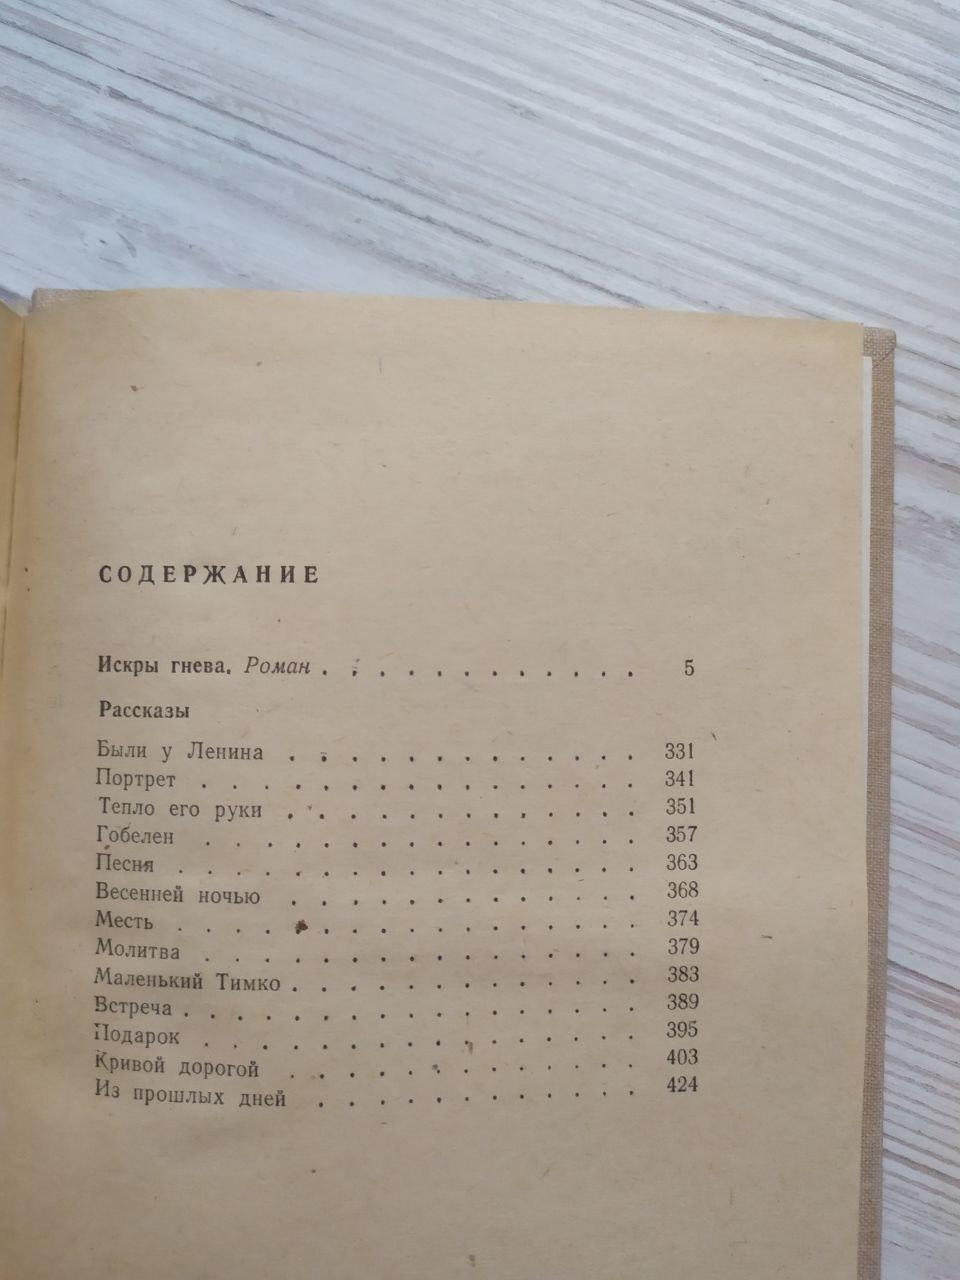 СОДЕРЖАНИЕ
Искры гнева. Роман . . . . . . . . . . . . 5
Рассказы
Были у Ленина . . . . . . . . . . . . . 331
Портрет . . . . . . . . . . . . . . . . 341
Тепло его руки . . . . . . . . . . . . . 351
Гобелен . . . . . . . . . . . . . . . . 357
Песня . . . . . . . . . . . . . . . . . 363
Весенней ночью . . . . . . . . . . . . . 368
Месть . . . . . . . . . . . . . . . . . 374
Молитва . . . . . . . . . . . . . . . . 379
Маленький Тимко . . . . . . . . . . . . . 383
Встреча . . . . . . . . . . . . . . . . . 389
Подарок . . . . . . . . . . . . . . . . 395
Кривой дорогой . . . . . . . . . . . . . 403
Из прошлых дней . . . . . . . . . . . . 424